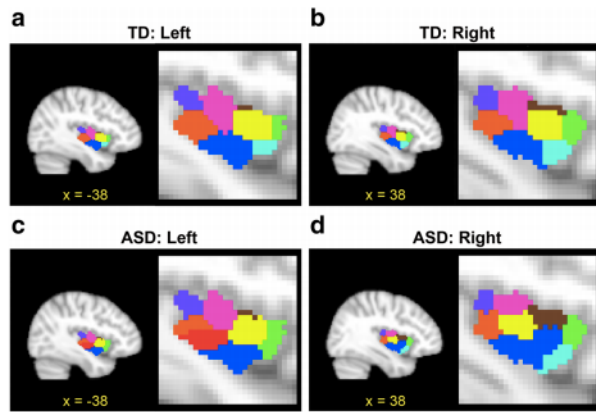 a
TD: Left
x = -38
b
TD: Right
x = 38
c
ASD: Left
x = -38
d
ASD: Right
x = 38